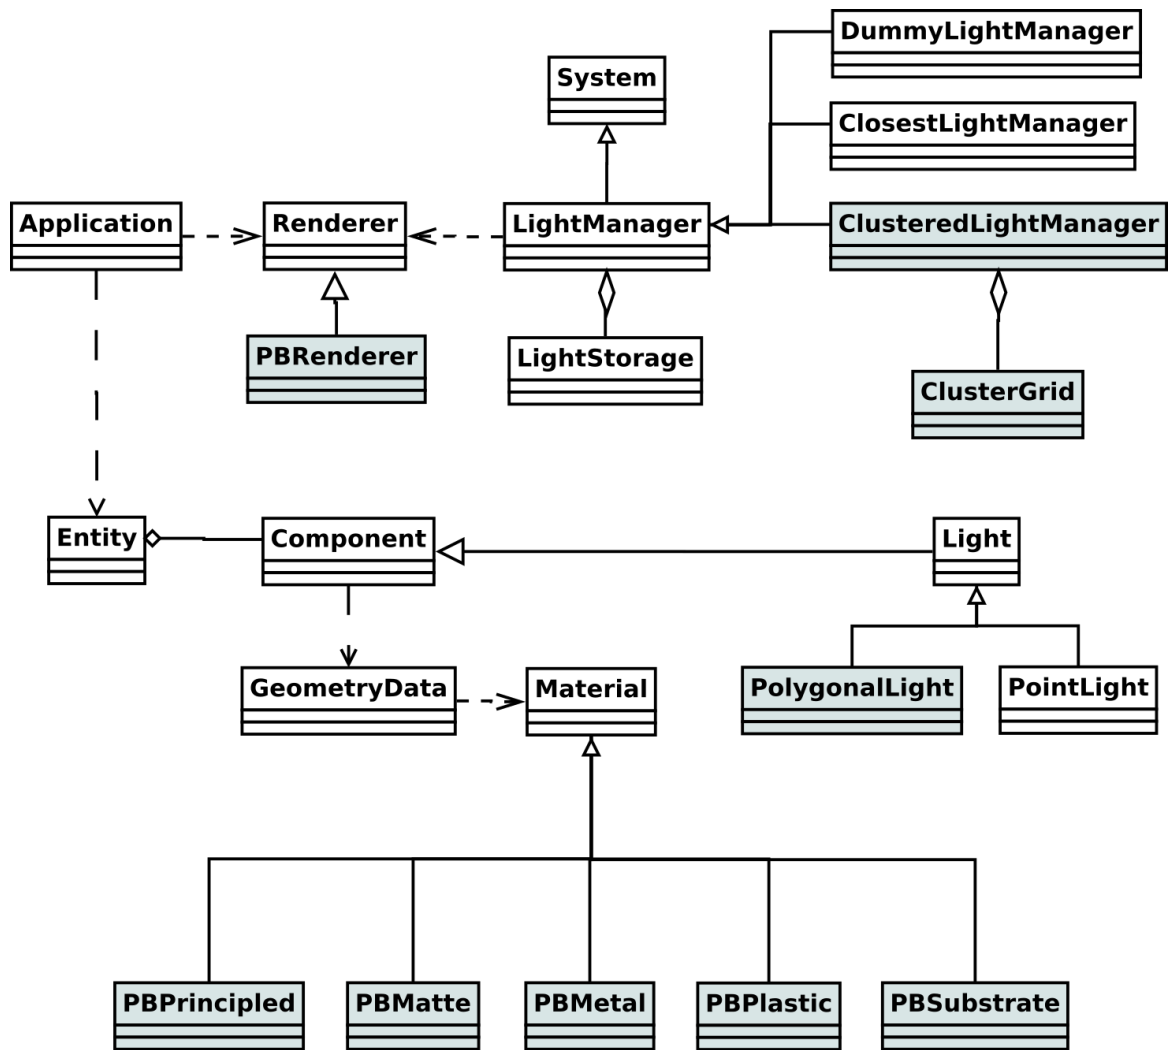 DummyLightManager
System
ClosestLightManager
Application
Renderer
LightManager
ClusteredLightManager
PBRenderer
LightStorage
ClusterGrid
Entity
Component
Light
GeometryData
Material
PolygonalLight
PointLight
PBPrincipled
PBMatte
PBMetal
PBPlastic
PBSubstrate